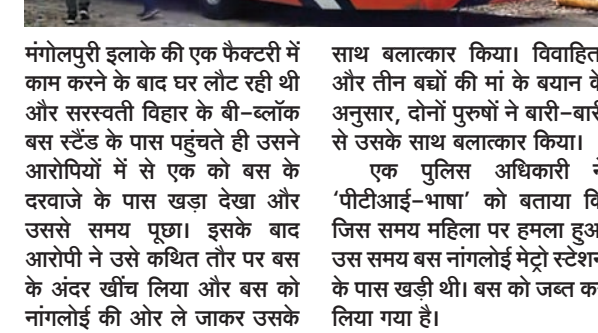 मंगोलपुरी इलाके की एक फैक्टरी में
काम करने के बाद घर लौट रही थी
और सरस्वती विहार के बी–ब्लॉक
बस स्टैंड के पास पहुंचते ही उसने
आरोपियों में से एक को बस के
दरवाजे के पास खड़ा देखा और
उससे समय पूछा। इसके बाद
आरोपी ने उसे कथित तौर पर बस
के अंदर खींच लिया और बस को
नांगलोई की ओर ले जाकर उसके
साथ बलात्कार किया। विवाहित
और तीन बच्चों की मां के बयान
अनुसार, दोनों पुरुषों ने बारी–बारी
से उसके साथ बलात्कार किया।
एक पुलिस अधिकारी
‘पीटीआई–भाषा’ को बताया
जिस समय महिला पर हमला
उस समय बस नांगलोई मेट्रो स्टेशन
के पास खड़ी थी। बस को जब्त
लिया गया है।